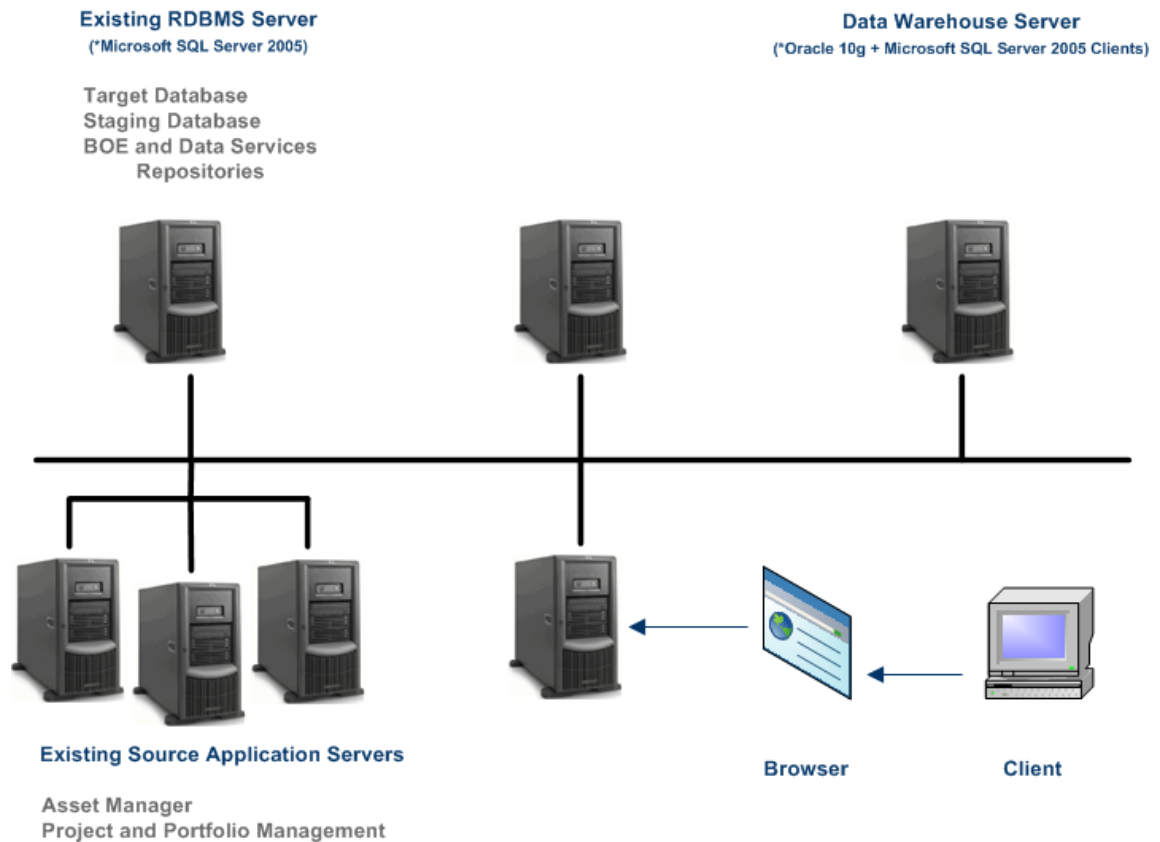 Existing RDBMS Server
(*Microsoft SQL Server 2005)
Target Database
Staging Database
BOE and Data Services
Repositories
Data Warehouse Server
(*Oracle 10g + Microsoft SQL Server 2005 Clients)
Existing Source Application Servers
Asset Manager
Project and Portfolio Management
Browser
Client